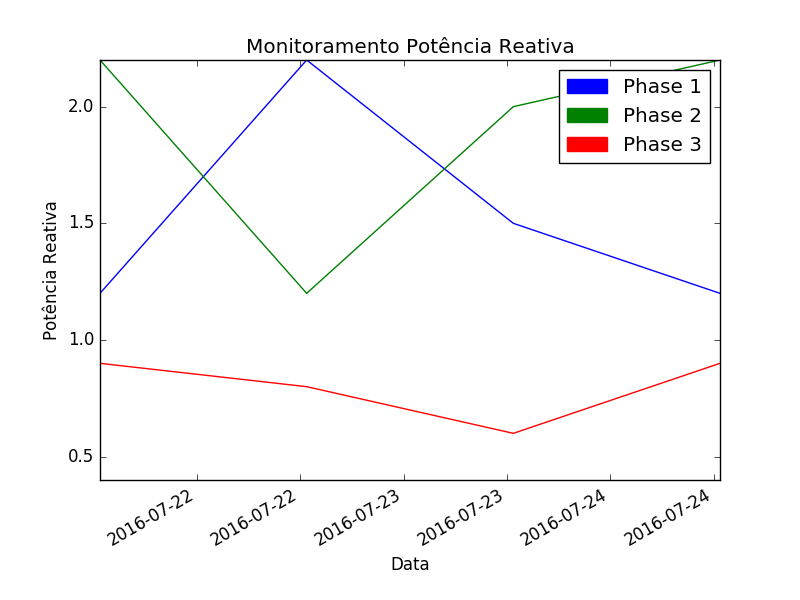 Monitoramento Potência Reativa
Phase 1
Phase 2
Phase 3
Potência Reativa
2.0
1.5
1.0
0.5
2016-07-22
2016-07-22
2016-07-23
2016-07-23
2016-07-24
2016-07-24
Data